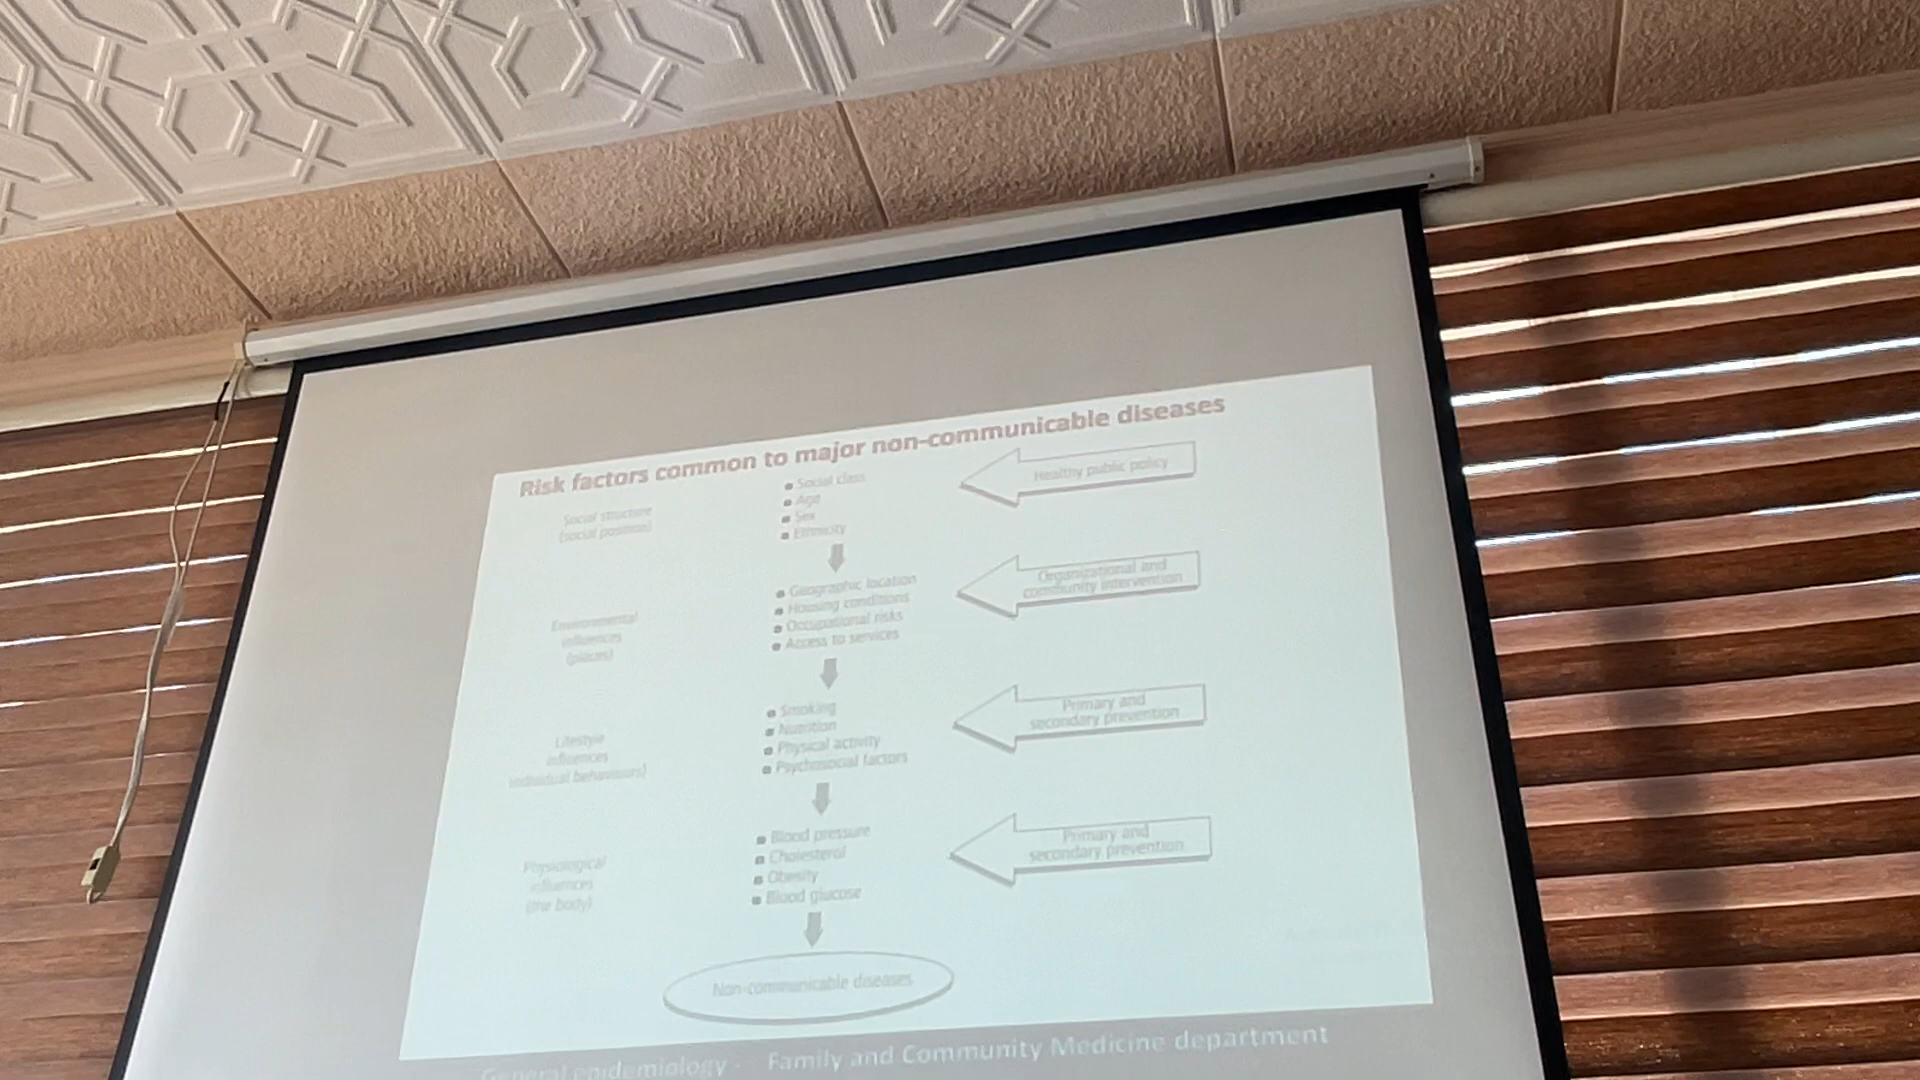 Risk factors common to major non-communicable diseases
Social structure
(social position)
Social class
Age
Sex
Ethnicity
Healthy public policy
Environmental
influences
(places)
Geographic location
Housing conditions
Occupational risks
Access to services
Organizational and
community intervention
Lifestyle
influences
individual behaviours)
Smoking
Nutrition
Physical activity
Psychosocial factors
Primary and
secondary prevention
Physiological
influences
(the body)
Blood pressure
Cholesterol
Obesity
Blood glucose
Primary and
secondary prevention
Non-communicable diseases
General epidemiology - Family and Community Medicine department